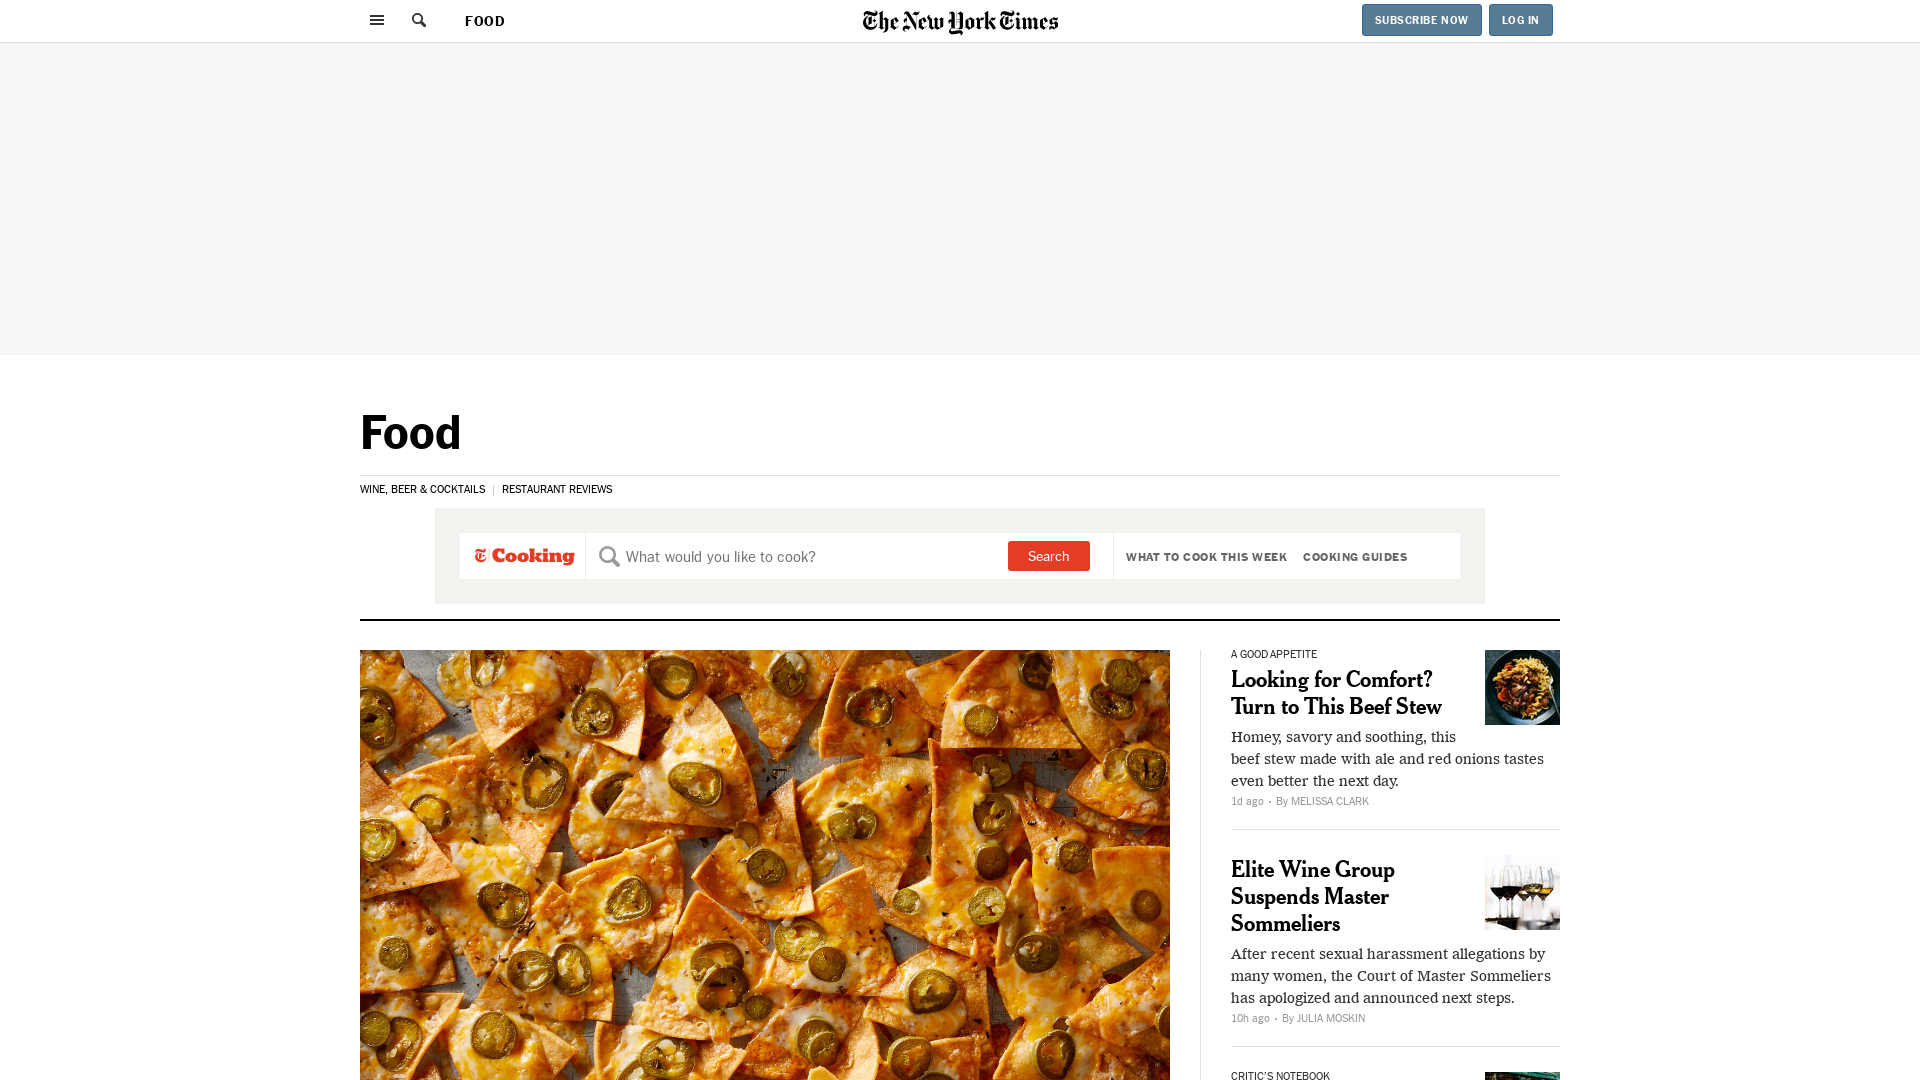 FOOD
The New York Times
SUBSCRIBE NOW
LOG IN
Food
WINE, BEER & COCKTAILS
RESTAURANT REVIEWS
T Cooking
What would you like to cook?
Search
WHAT TO COOK THIS WEEK
COOKING GUIDES
A GOOD APPETITE
Looking for Comfort?
Turn to This Beef Stew
Homey, savory and soothing, this
beef stew made with ale and red onions tastes
even better the next day.
1d ago • By MELISSA CLARK
Elite Wine Group
Suspends Master
Sommeliers
After recent sexual harassment allegations by
many women, the Court of Master Sommeliers
has apologized and announced next steps.
10h ago • By JULIA MOSKIN
CRITIC'S NOTEBOOK